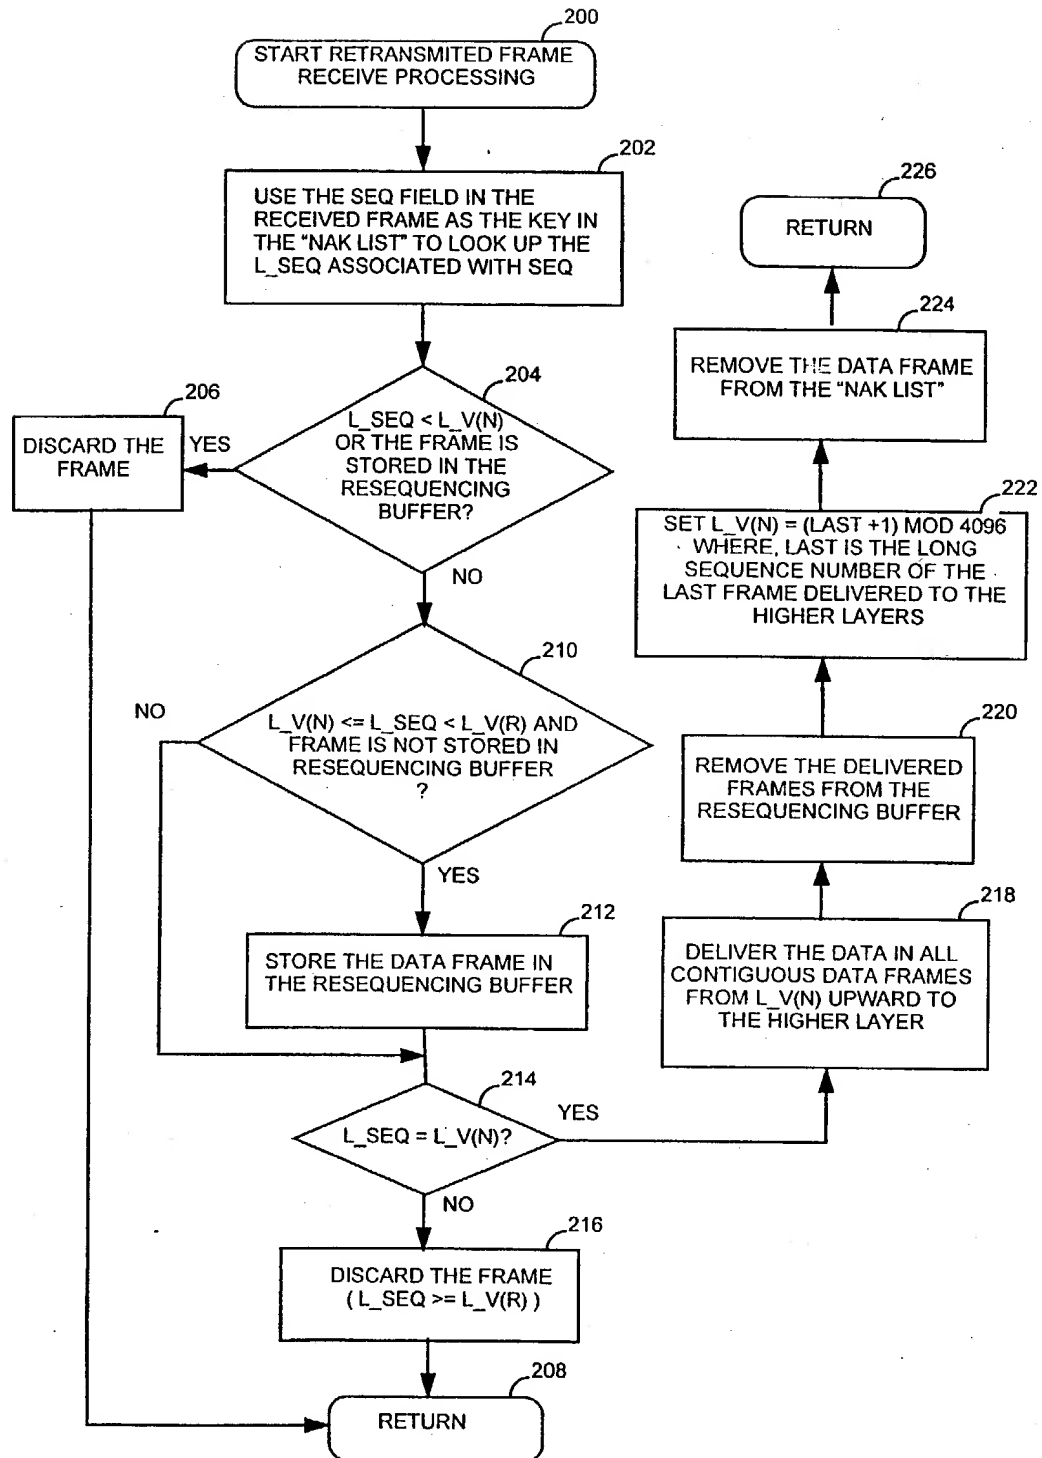 200
START RETRANSMITED FRAME
RECEIVE PROCESSING
202
USE THE SEQ FIELD IN THE
RECEIVED FRAME AS THE KEY IN
THE “NAK LIST” TO LOOK UP THE
L_SEQ ASSOCIATED WITH SEQ
204
L_SEQ < L_V(N)
OR THE FRAME IS
STORED IN THE
RESEQUENCING
BUFFER?
YES
206
DISCARD THE
FRAME
NO
210
L_V(N) <= L_SEQ < L_V(R) AND
FRAME IS NOT STORED IN
RESEQUENCING BUFFER
?
NO
YES
212
STORE THE DATA FRAME IN
THE RESEQUENCING BUFFER
214
L_SEQ = L_V(N)?
YES
NO
216
DISCARD THE FRAME
( L_SEQ >= L_V(R) )
208
RETURN
218
DELIVER THE DATA IN ALL
CONTIGUOUS DATA FRAMES
FROM L_V(N) UPWARD TO
THE HIGHER LAYER
220
REMOVE THE DELIVERED
FRAMES FROM THE
RESEQUENCING BUFFER
222
SET L_V(N) = (LAST +1) MOD 4096
WHERE, LAST IS THE LONG
SEQUENCE NUMBER OF THE
LAST FRAME DELIVERED TO THE
HIGHER LAYERS
224
REMOVE THE DATA FRAME
FROM THE “NAK LIST”
226
RETURN